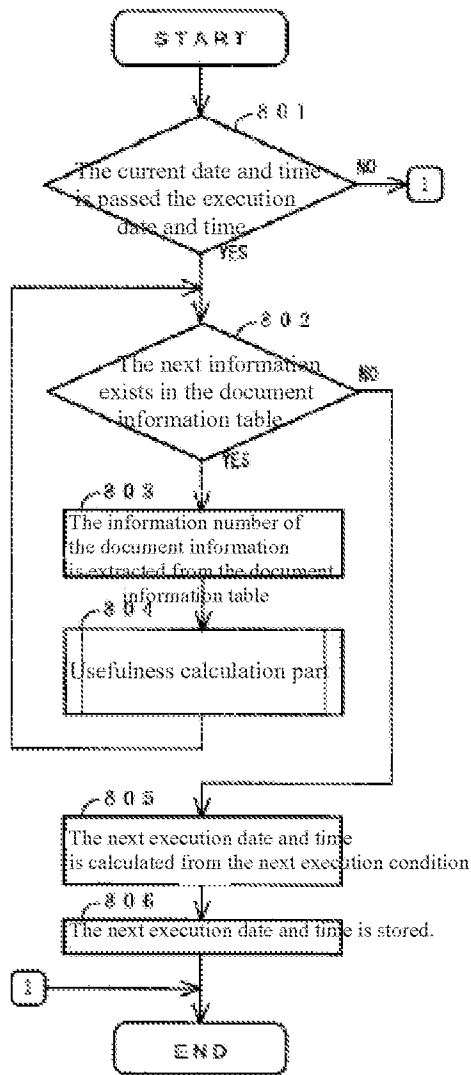 START
801
The current date and time
is passed the execution
date and time
NO
1
YES
802
The next information
exists in the document
information table
NO
YES
803
The information number of
the document information
is extracted from the document
information table
804
Usefulness calculation part
805
The next execution date and time
is calculated from the next execution condition
806
The next execution date and time is stored.
1
END